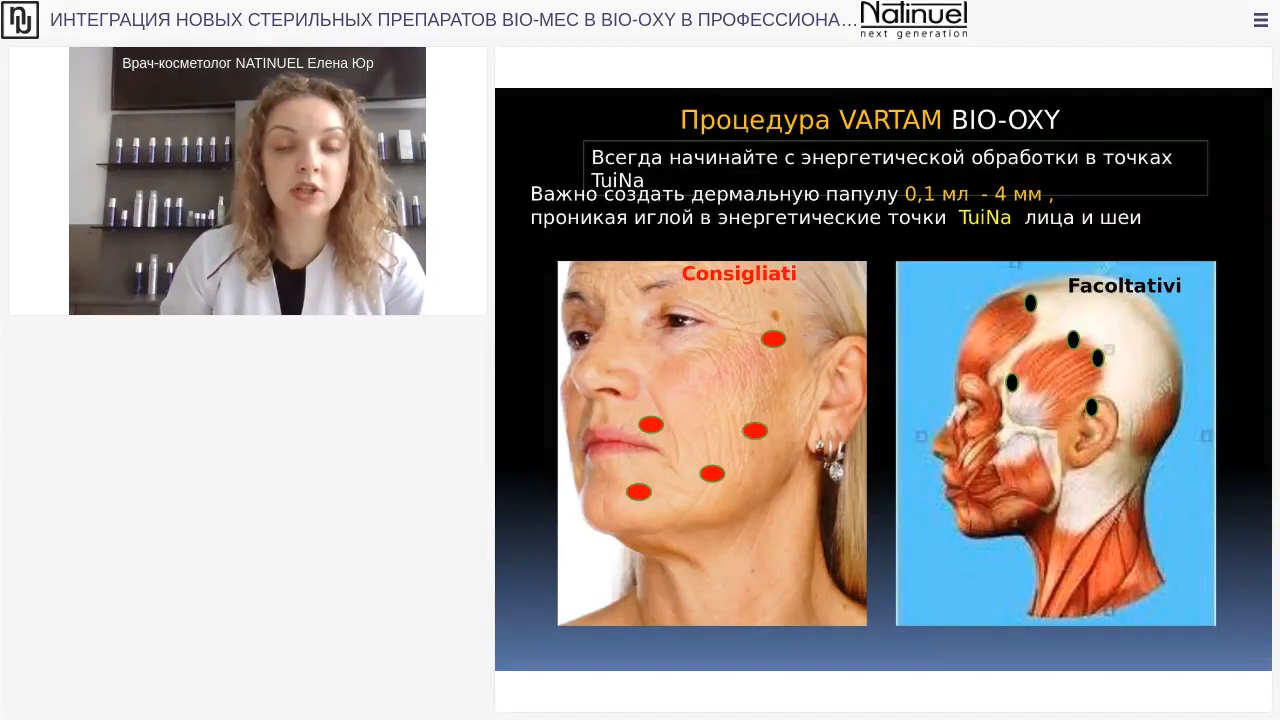 ИНТЕГРАЦИЯ НОВЫХ СТЕРИЛЬНЫХ ПРЕПАРАТОВ BIO-MEC В BIO-OXY В ПРОФЕССИОНА…
Natinuel
next generation
Врач-косметолог NATINUEL Елена Юр
Процедура VARTAM BIO-OXY
Всегда начинайте с энергетической обработки в точках
TuiNa
Важно создать дермальную папулу 0,1 мл - 4 мм ,
проникая иглой в энергетические точки TuiNa лица и шеи
Consigliati
Facoltativi